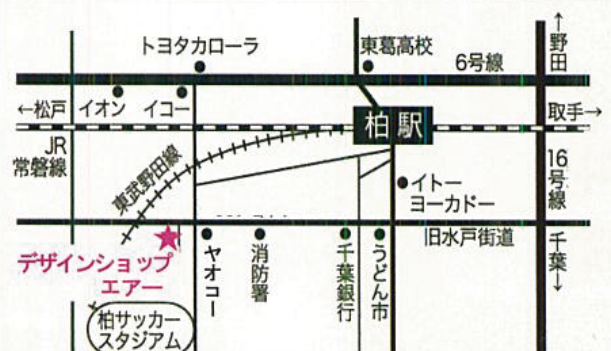 トヨタカローラ
東葛高校
6号線
↑野田
←松戸
イオン
イコー
柏駅
取手→
JR
常磐線
東武野田線
16号線
イトー
ヨーカドー
旧水戸街道
デザインショップ
エアー
ヤオコー
消防署
千葉銀行
うどん市
千葉↓
柏サッカー
スタジアム